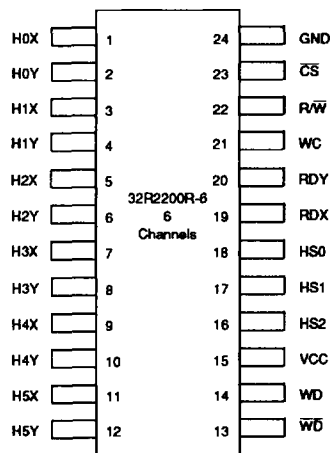 H0X 1 24 GND
H0Y 2 23 C̅S̅
H1X 3 22 R/W̅
H1Y 4 21 WC
H2X 5 20 RDY
32R2200R-6
H2Y 6 6 19 RDX
Channels
H3X 7 18 HS0
H3Y 8 17 HS1
H4X 9 16 HS2
H4Y 10 15 VCC
H5X 11 14 WD
H5Y 12 13 W̅D̅